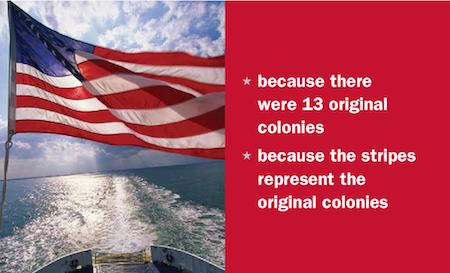 because there
were 13 original
colonies
because the stripes
represent the
original colonies